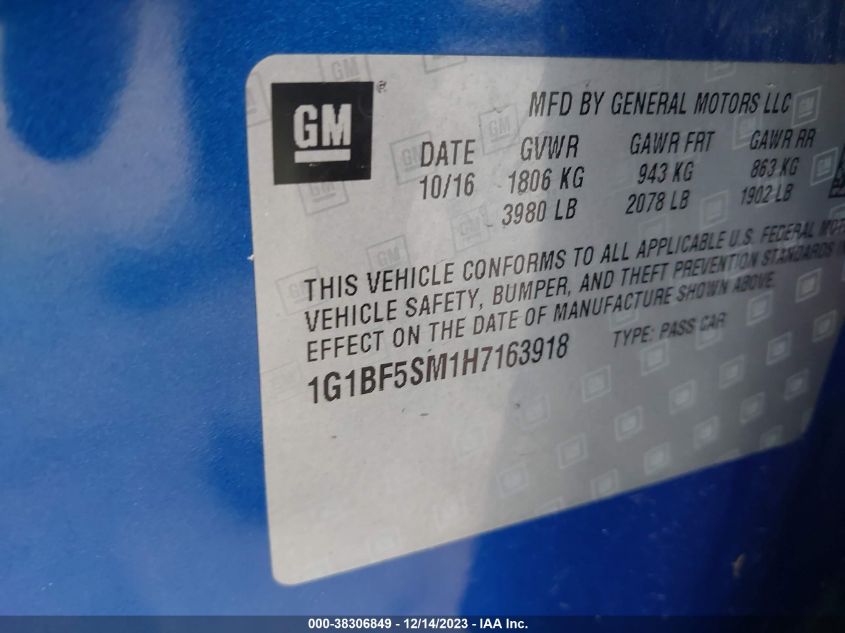 GM
MFD BY GENERAL MOTORS LLC
DATE GVWR GAWR FRT GAWR RR
10/16 1806 KG 943 KG 863 KG
3980 LB 2078 LB 1902 LB
THIS VEHICLE CONFORMS TO ALL APPLICABLE U.S. FEDERAL
VEHICLE SAFETY, BUMPER, AND THEFT PREVENTION STANDARDS
EFFECT ON THE DATE OF MANUFACTURE SHOWN ABOVE.
1G1BF5SM1H7163918 TYPE: PASS CAR
000-38306849 - 12/14/2023 - IAA Inc.